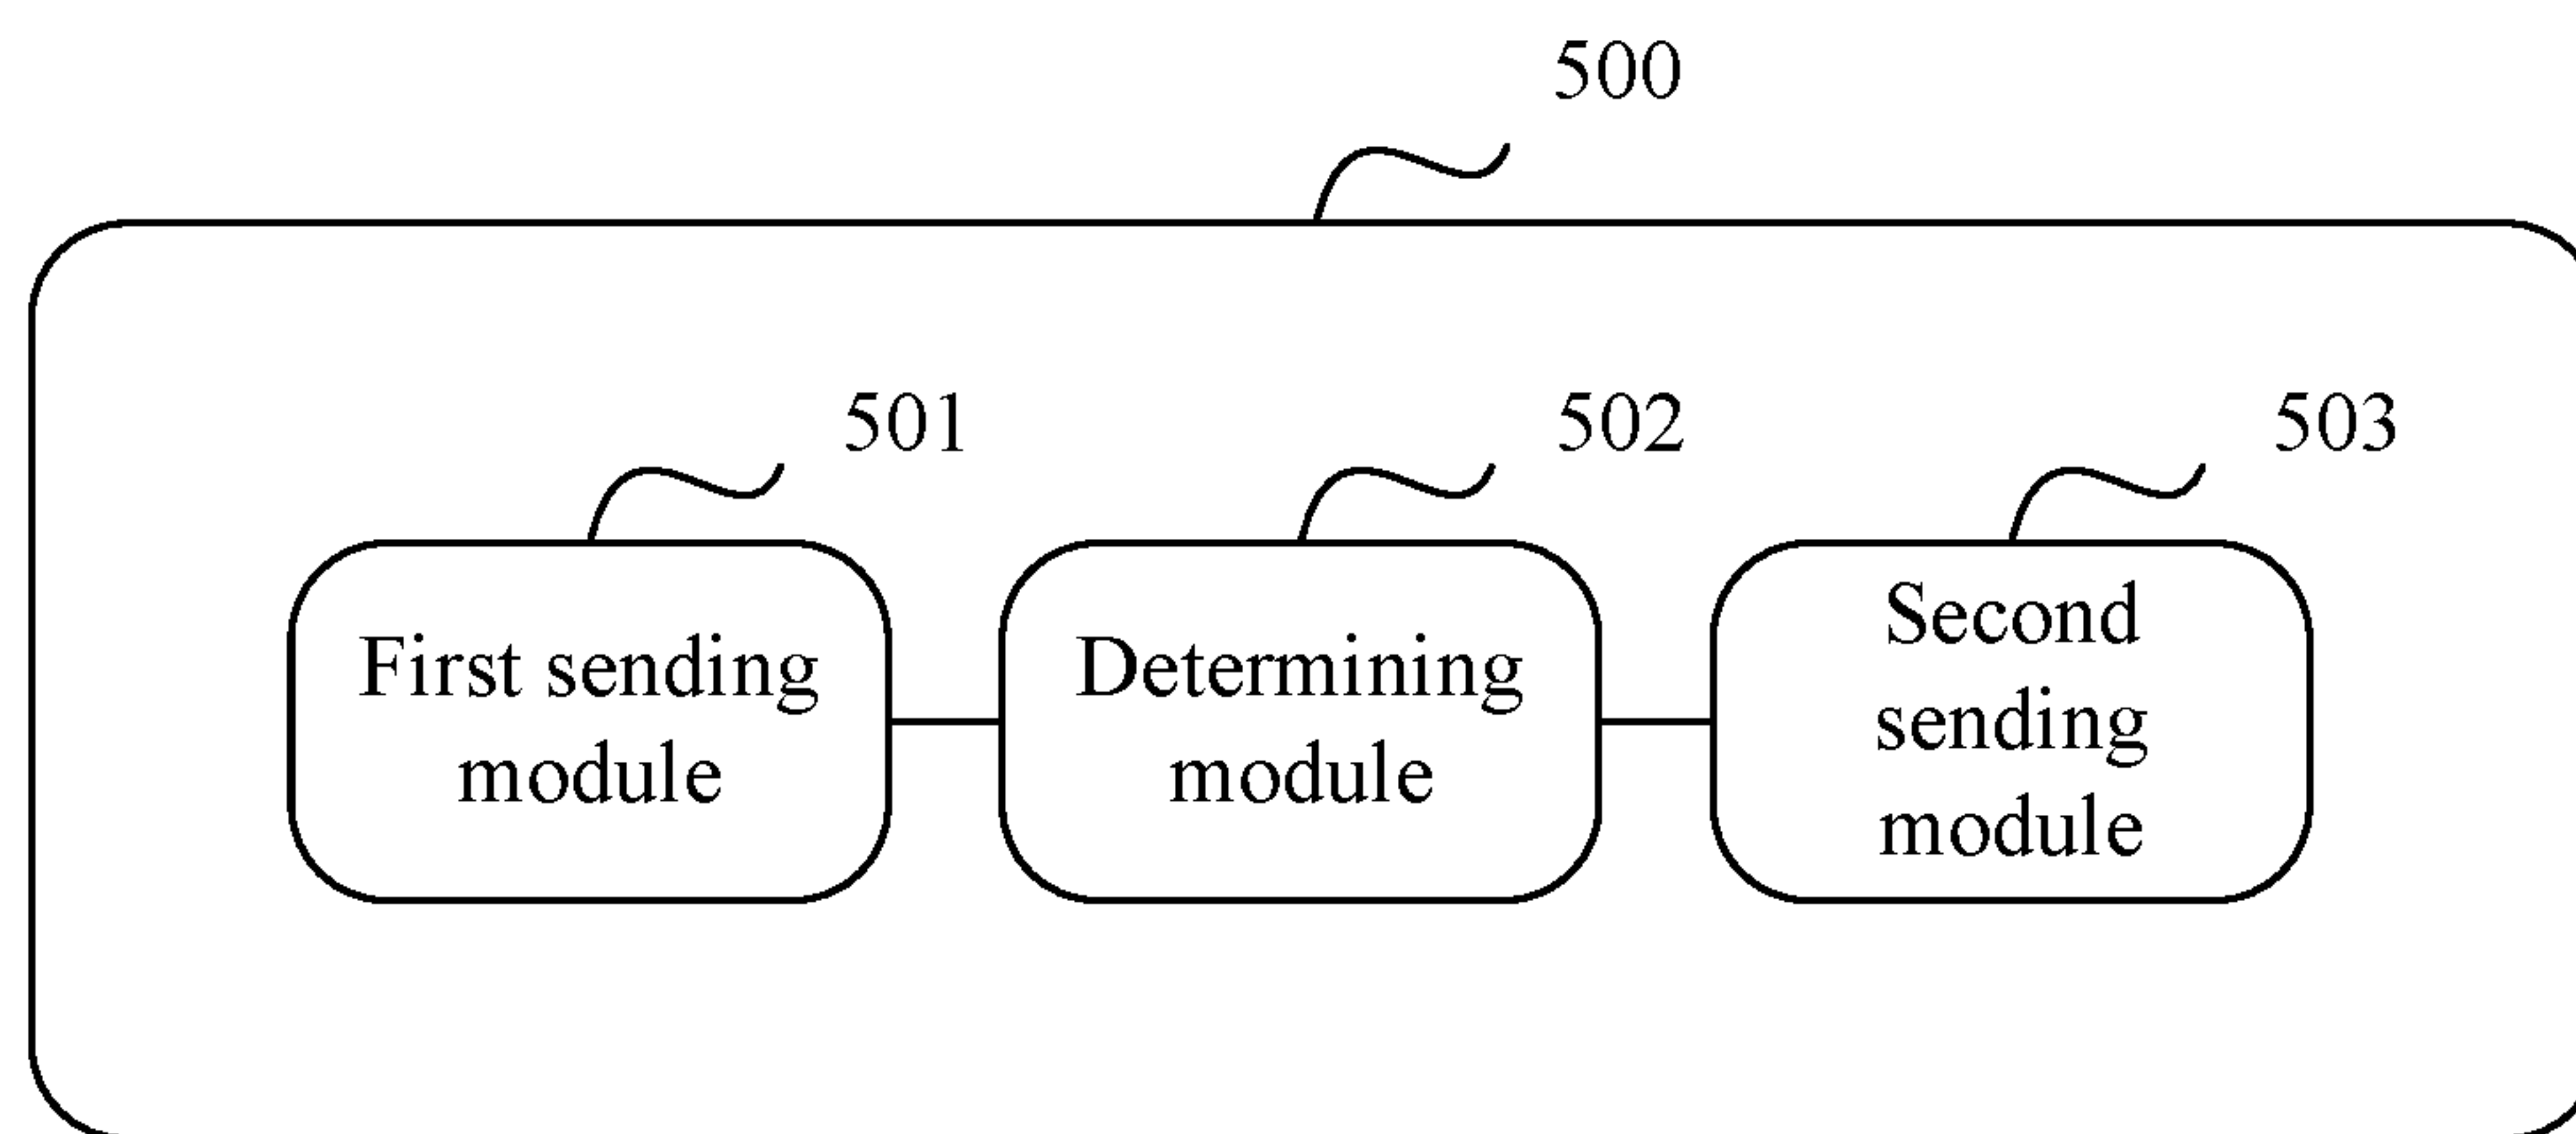 500
501
502
503
First sending
module
Determining
module
Second
sending
module